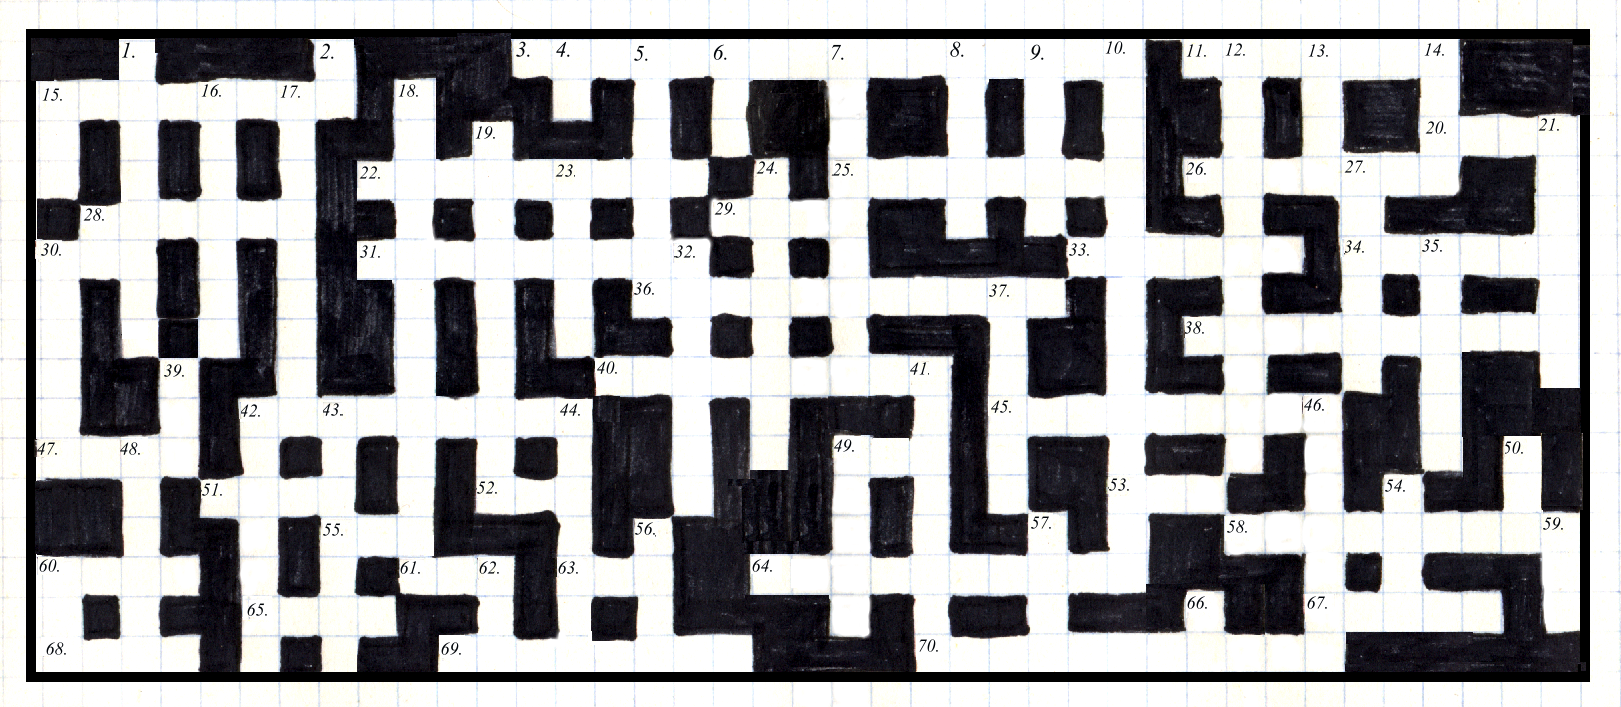 1. 2. 3. 4. 5. 6. 7. 8. 9. 10. 11. 12. 13. 14.
15. 16. 17. 18.
19. 20. 21.
22. 23. 24. 25. 26. 27.
28. 29.
30. 31. 32. 33. 34. 35.
36. 37.
38.
39. 40. 41.
42. 43. 44. 45. 46.
47. 48. 49. 50.
51. 52. 53. 54.
55. 56. 57. 58. 59.
60. 61. 62. 63. 64.
65. 66. 67.
68. 69. 70.